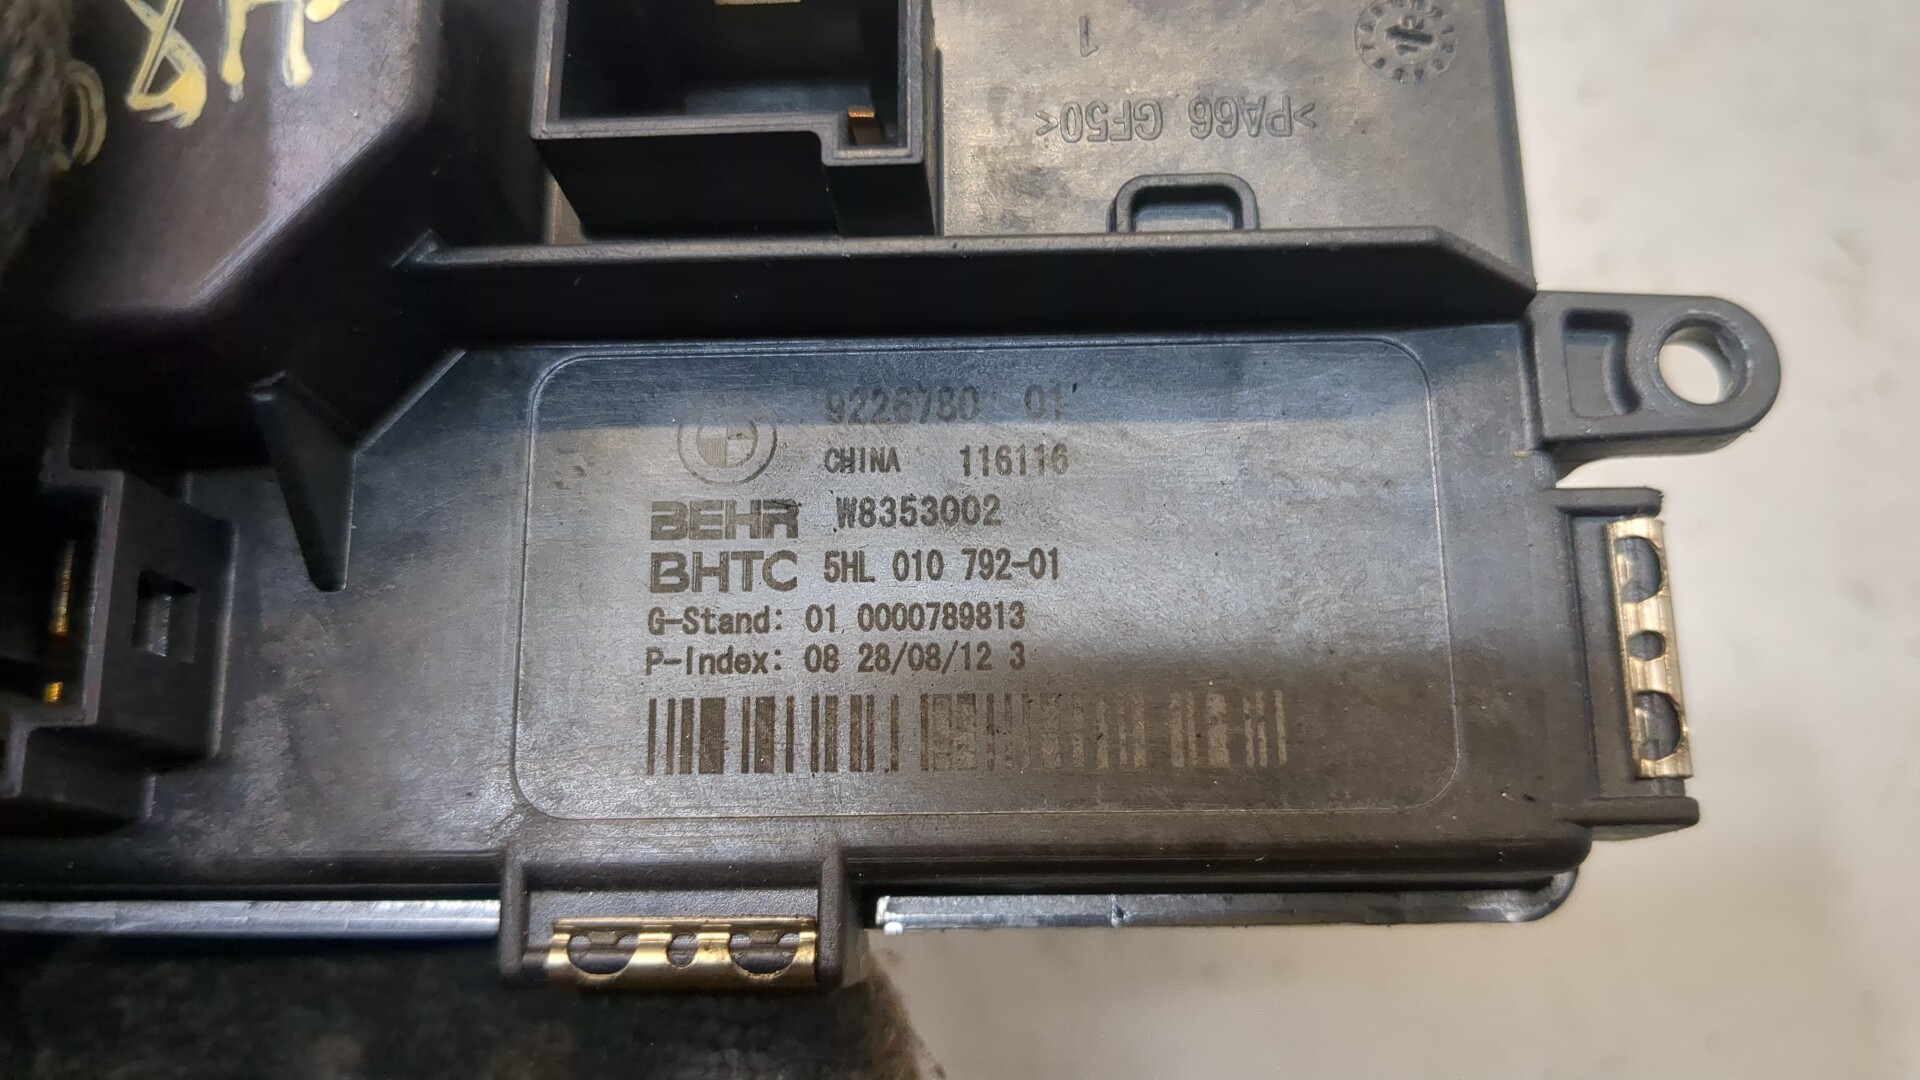 1
>PA66 GF50<
9226780 01
CHINA 116116
BEHR W8353002
BHTC 5HL 010 792-01
G-Stand: 01 0000789813
P-Index: 08 28/08/12 3